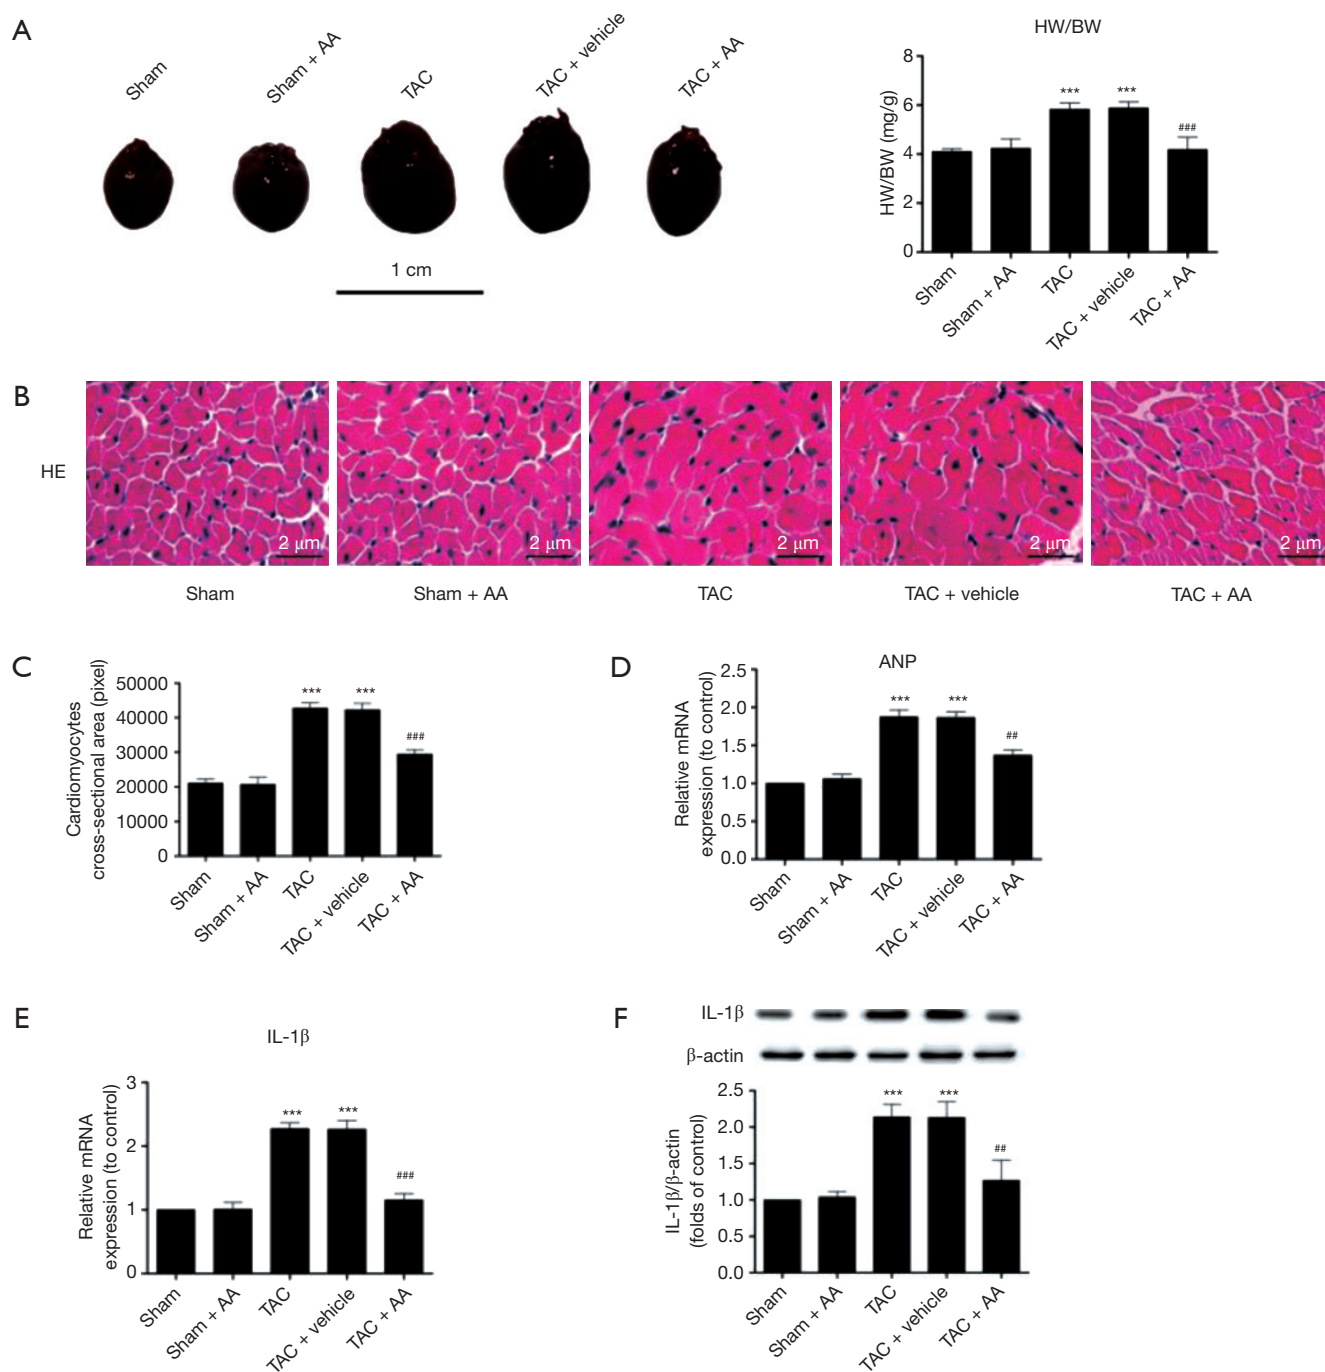 A
Sham
Sham + AA
TAC
TAC + vehicle
TAC + AA
1 cm
HW/BW
HW/BW (mg/g)
8
6
4
2
0
***
***
###
Sham
Sham + AA
TAC
TAC + vehicle
TAC + AA
B
HE
2 μm
2 μm
2 μm
2 μm
2 μm
Sham
Sham + AA
TAC
TAC + vehicle
TAC + AA
C
Cardiomyocytes
cross-sectional area (pixel)
50000
40000
30000
20000
10000
0
***
***
###
Sham
Sham + AA
TAC
TAC + vehicle
TAC + AA
D
ANP
Relative mRNA
expression (to control)
2.5
2.0
1.5
1.0
0.5
0.0
***
***
##
Sham
Sham + AA
TAC
TAC + vehicle
TAC + AA
E
IL-1β
Relative mRNA
expression (to control)
3
2
1
0
***
***
###
Sham
Sham + AA
TAC
TAC + vehicle
TAC + AA
F
IL-1β
β-actin
IL-1β/β-actin
(folds of control)
2.5
2.0
1.5
1.0
0.5
0.0
***
***
##
Sham
Sham + AA
TAC
TAC + vehicle
TAC + AA